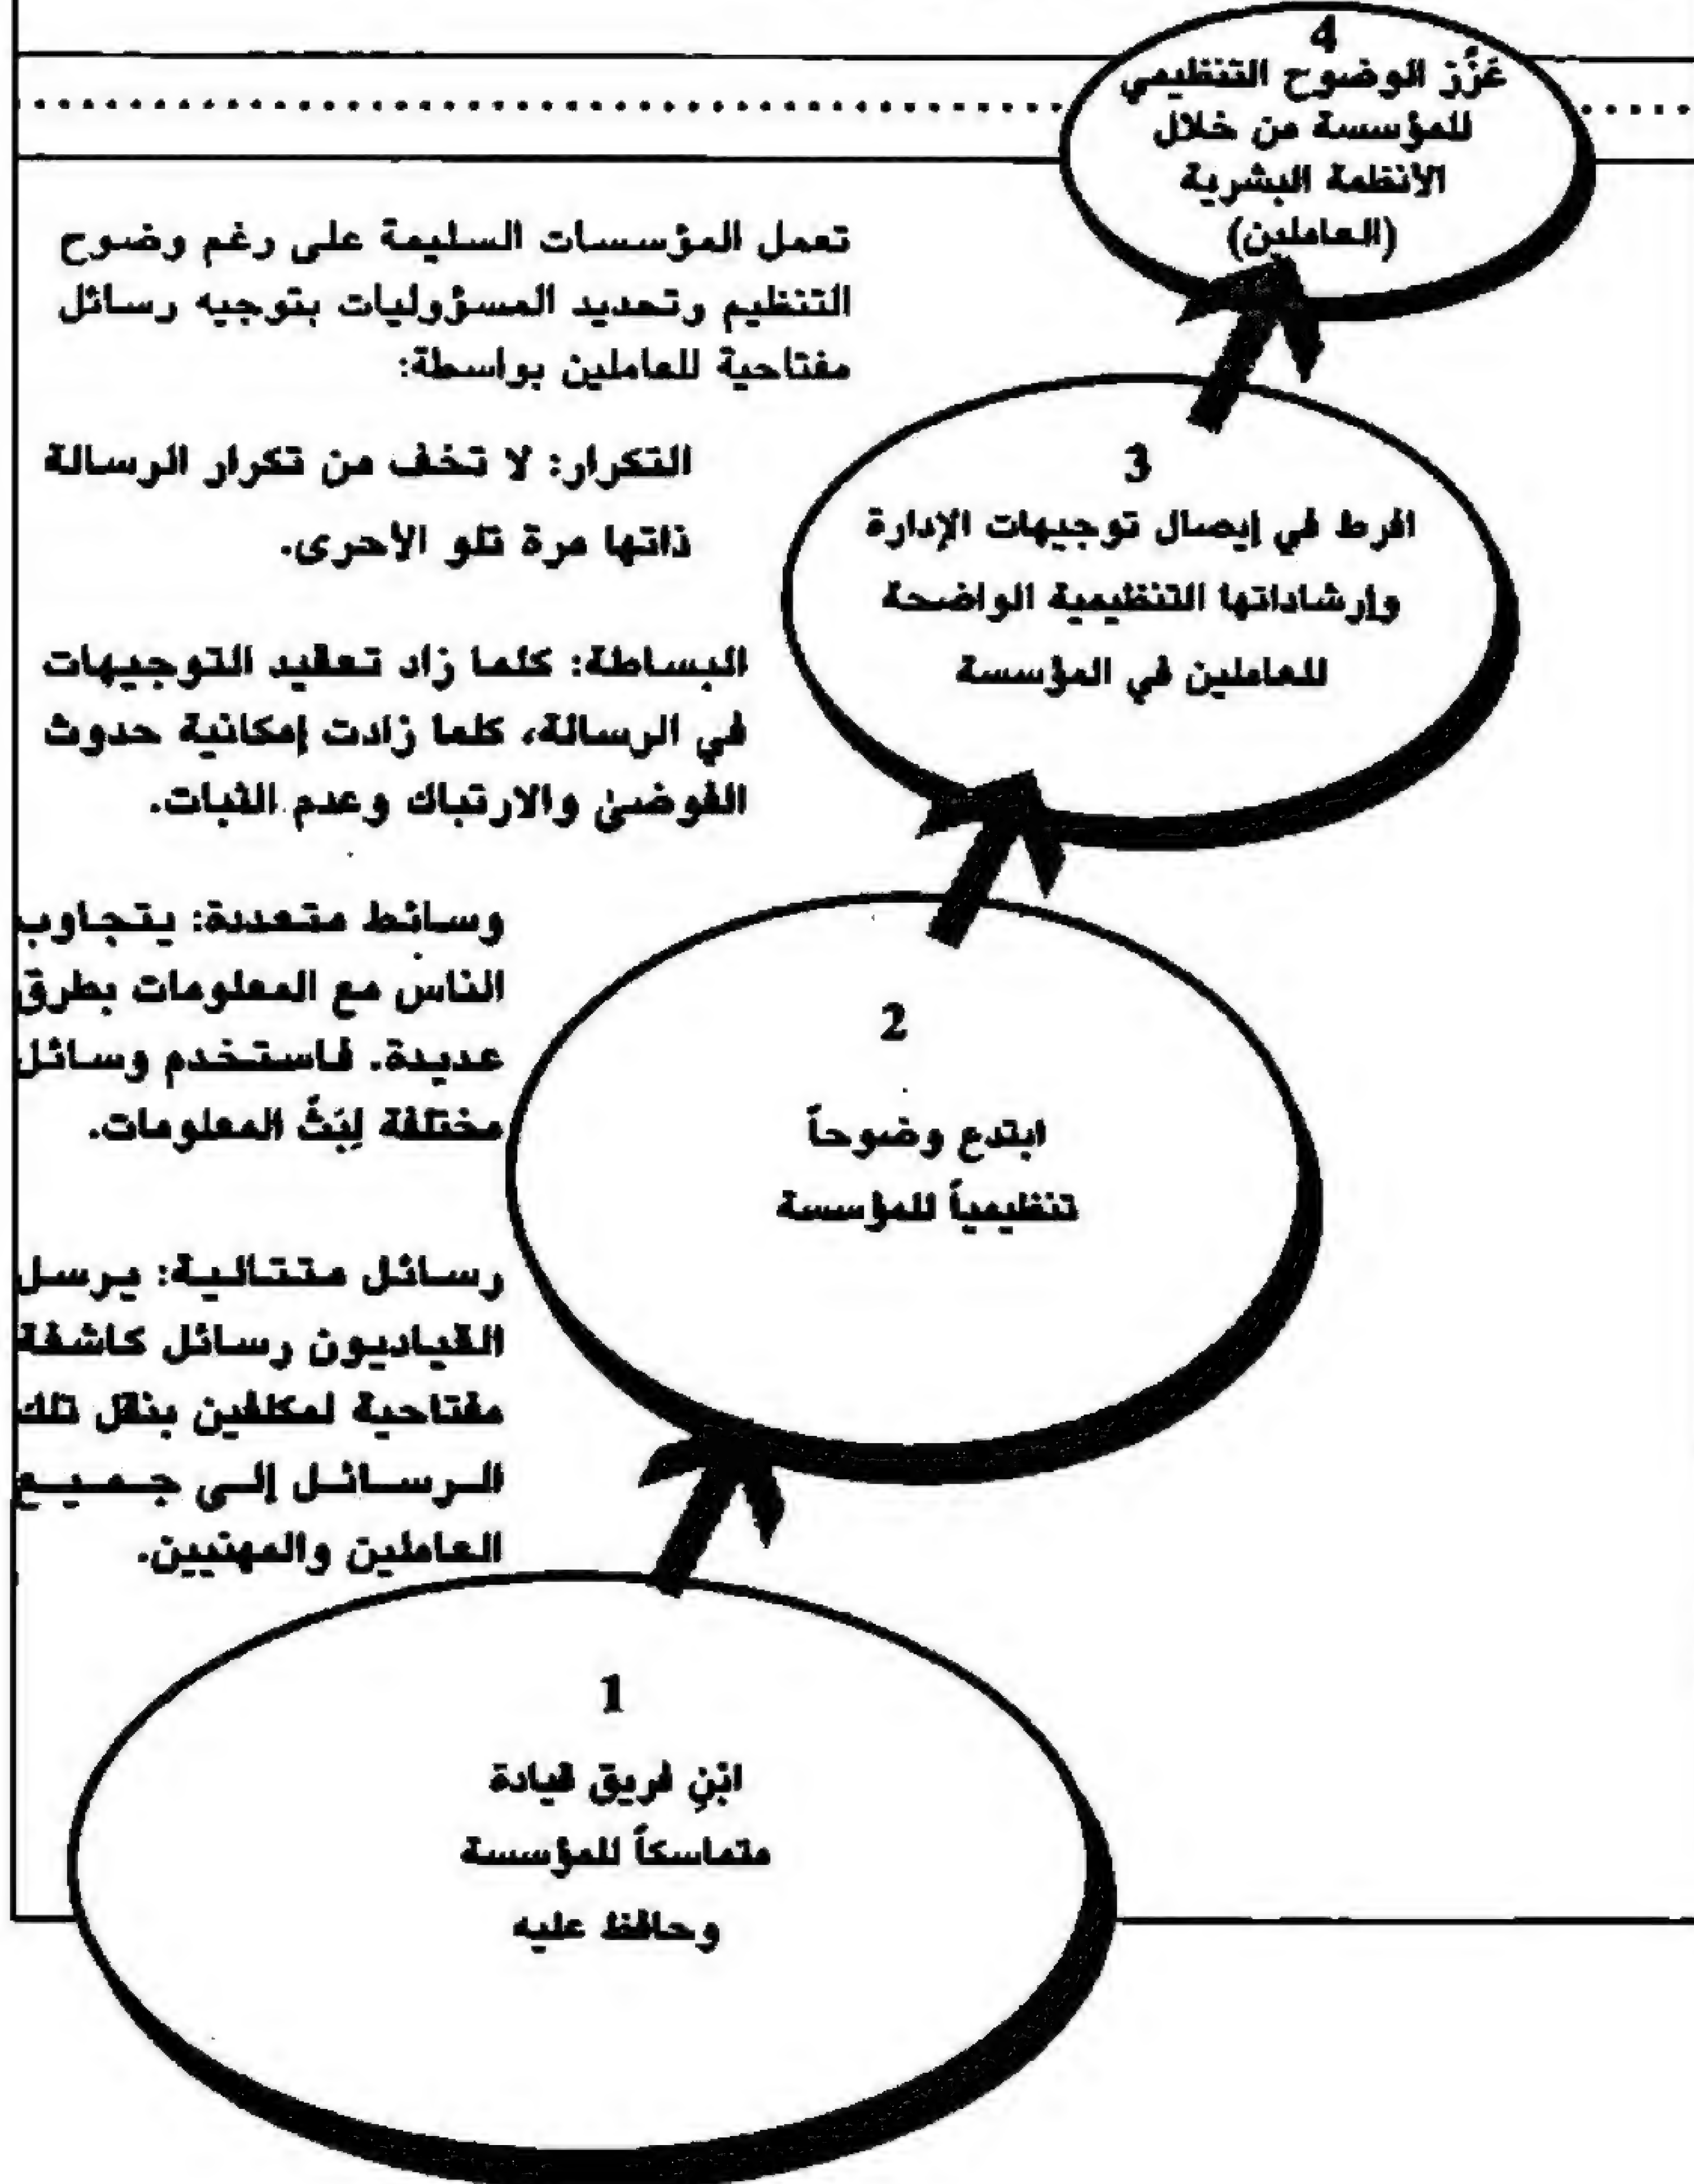 4
عَزِّز الوضوح التنظيمي
للمؤسسة من خلال
الأنظمة البشرية
(العاملين)
تعمل المؤسسات السليمة على رغم وضوح
التنظيم وتحديد المسؤوليات بتوجيه رسائل
مفتاحية للعاملين بواسطة:
التكرار: لا تخف من تكرار الرسالة
ذاتها مرة تلو الاحرى.
البساطة: كلما زاد تعقيد التوجيهات
في الرسالة، كلما زادت إمكانية حدوث
الفوضىٰ والارتباك وعدم الثبات.
وسائط متعددة: يتجاوب
الناس مع المعلومات بطرق
عديدة. فاستخدم وسائل
مختلفة لِبَثِّ المعلومات.
رسائل متتالية: يرسل
القياديون رسائل كاشفة
مفتاحية لمكلفين بنقل تلك
الرسائل إلى جميع
العاملين والمهنيين.
3
افرط في إيصال توجيهات الإدارة
وإرشاداتها التنظيمية الواضحة
للعاملين في المؤسسة
2
ابتدع وضوحاً
تنظيمياً للمؤسسة
1
ابْنِ فريق قيادة
متماسكاً للمؤسسة
وحافظ عليه